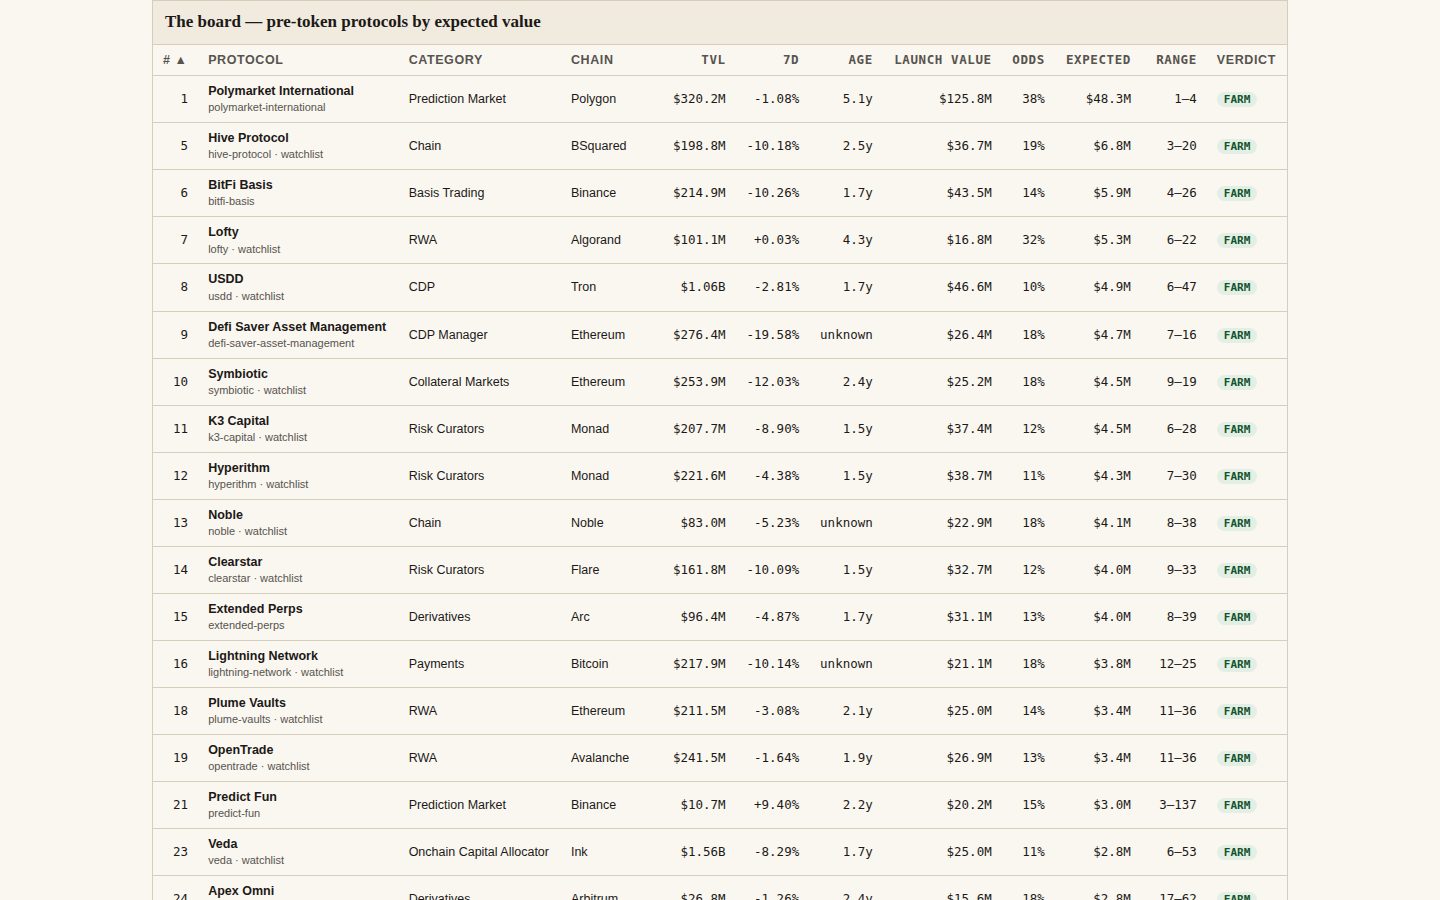 The board — pre-token protocols by expected value
# ▲ PROTOCOL CATEGORY CHAIN TVL 7D AGE LAUNCH VALUE ODDS EXPECTED RANGE VERDICT
1 Polymarket International Prediction Market Polygon $320.2M -1.08% 5.1y $125.8M 38% $48.3M 1–4 FARM
polymarket-international
5 Hive Protocol Chain BSquared $198.8M -10.18% 2.5y $36.7M 19% $6.8M 3–20 FARM
hive-protocol · watchlist
6 BitFi Basis Basis Trading Binance $214.9M -10.26% 1.7y $43.5M 14% $5.9M 4–26 FARM
bitfi-basis
7 Lofty RWA Algorand $101.1M +0.03% 4.3y $16.8M 32% $5.3M 6–22 FARM
lofty · watchlist
8 USDD CDP Tron $1.06B -2.81% 1.7y $46.6M 10% $4.9M 6–47 FARM
usdd · watchlist
9 Defi Saver Asset Management CDP Manager Ethereum $276.4M -19.58% unknown $26.4M 18% $4.7M 7–16 FARM
defi-saver-asset-management
10 Symbiotic Collateral Markets Ethereum $253.9M -12.03% 2.4y $25.2M 18% $4.5M 9–19 FARM
symbiotic · watchlist
11 K3 Capital Risk Curators Monad $207.7M -8.90% 1.5y $37.4M 12% $4.5M 6–28 FARM
k3-capital · watchlist
12 Hyperithm Risk Curators Monad $221.6M -4.38% 1.5y $38.7M 11% $4.3M 7–30 FARM
hyperithm · watchlist
13 Noble Chain Noble $83.0M -5.23% unknown $22.9M 18% $4.1M 8–38 FARM
noble · watchlist
14 Clearstar Risk Curators Flare $161.8M -10.09% 1.5y $32.7M 12% $4.0M 9–33 FARM
clearstar · watchlist
15 Extended Perps Derivatives Arc $96.4M -4.87% 1.7y $31.1M 13% $4.0M 8–39 FARM
extended-perps
16 Lightning Network Payments Bitcoin $217.9M -10.14% unknown $21.1M 18% $3.8M 12–25 FARM
lightning-network · watchlist
18 Plume Vaults RWA Ethereum $211.5M -3.08% 2.1y $25.0M 14% $3.4M 11–36 FARM
plume-vaults · watchlist
19 OpenTrade RWA Avalanche $241.5M -1.64% 1.9y $26.9M 13% $3.4M 11–36 FARM
opentrade · watchlist
21 Predict Fun Prediction Market Binance $10.7M +9.40% 2.2y $20.2M 15% $3.0M 3–137 FARM
predict-fun
23 Veda Onchain Capital Allocator Ink $1.56B -8.29% 1.7y $25.0M 11% $2.8M 6–53 FARM
veda · watchlist
24 Apex Omni Derivatives Arbitrum $26.8M -1.26% 2.4y $15.6M 18% $2.8M 17–62 FARM